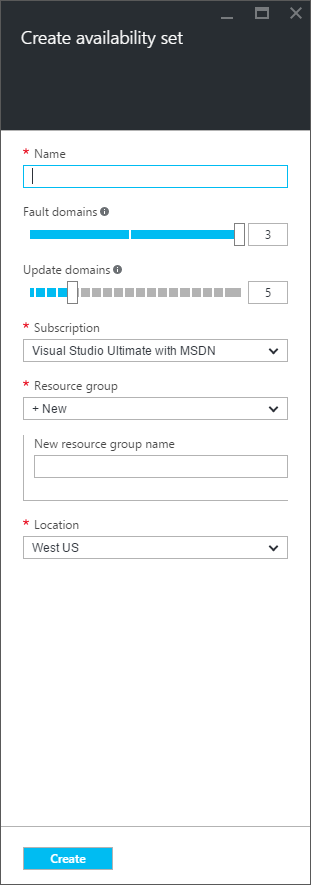 Create availability set
* Name
Fault domains
3
Update domains
5
* Subscription
Visual Studio Ultimate with MSDN
* Resource group
+ New
New resource group name
* Location
West US
Create